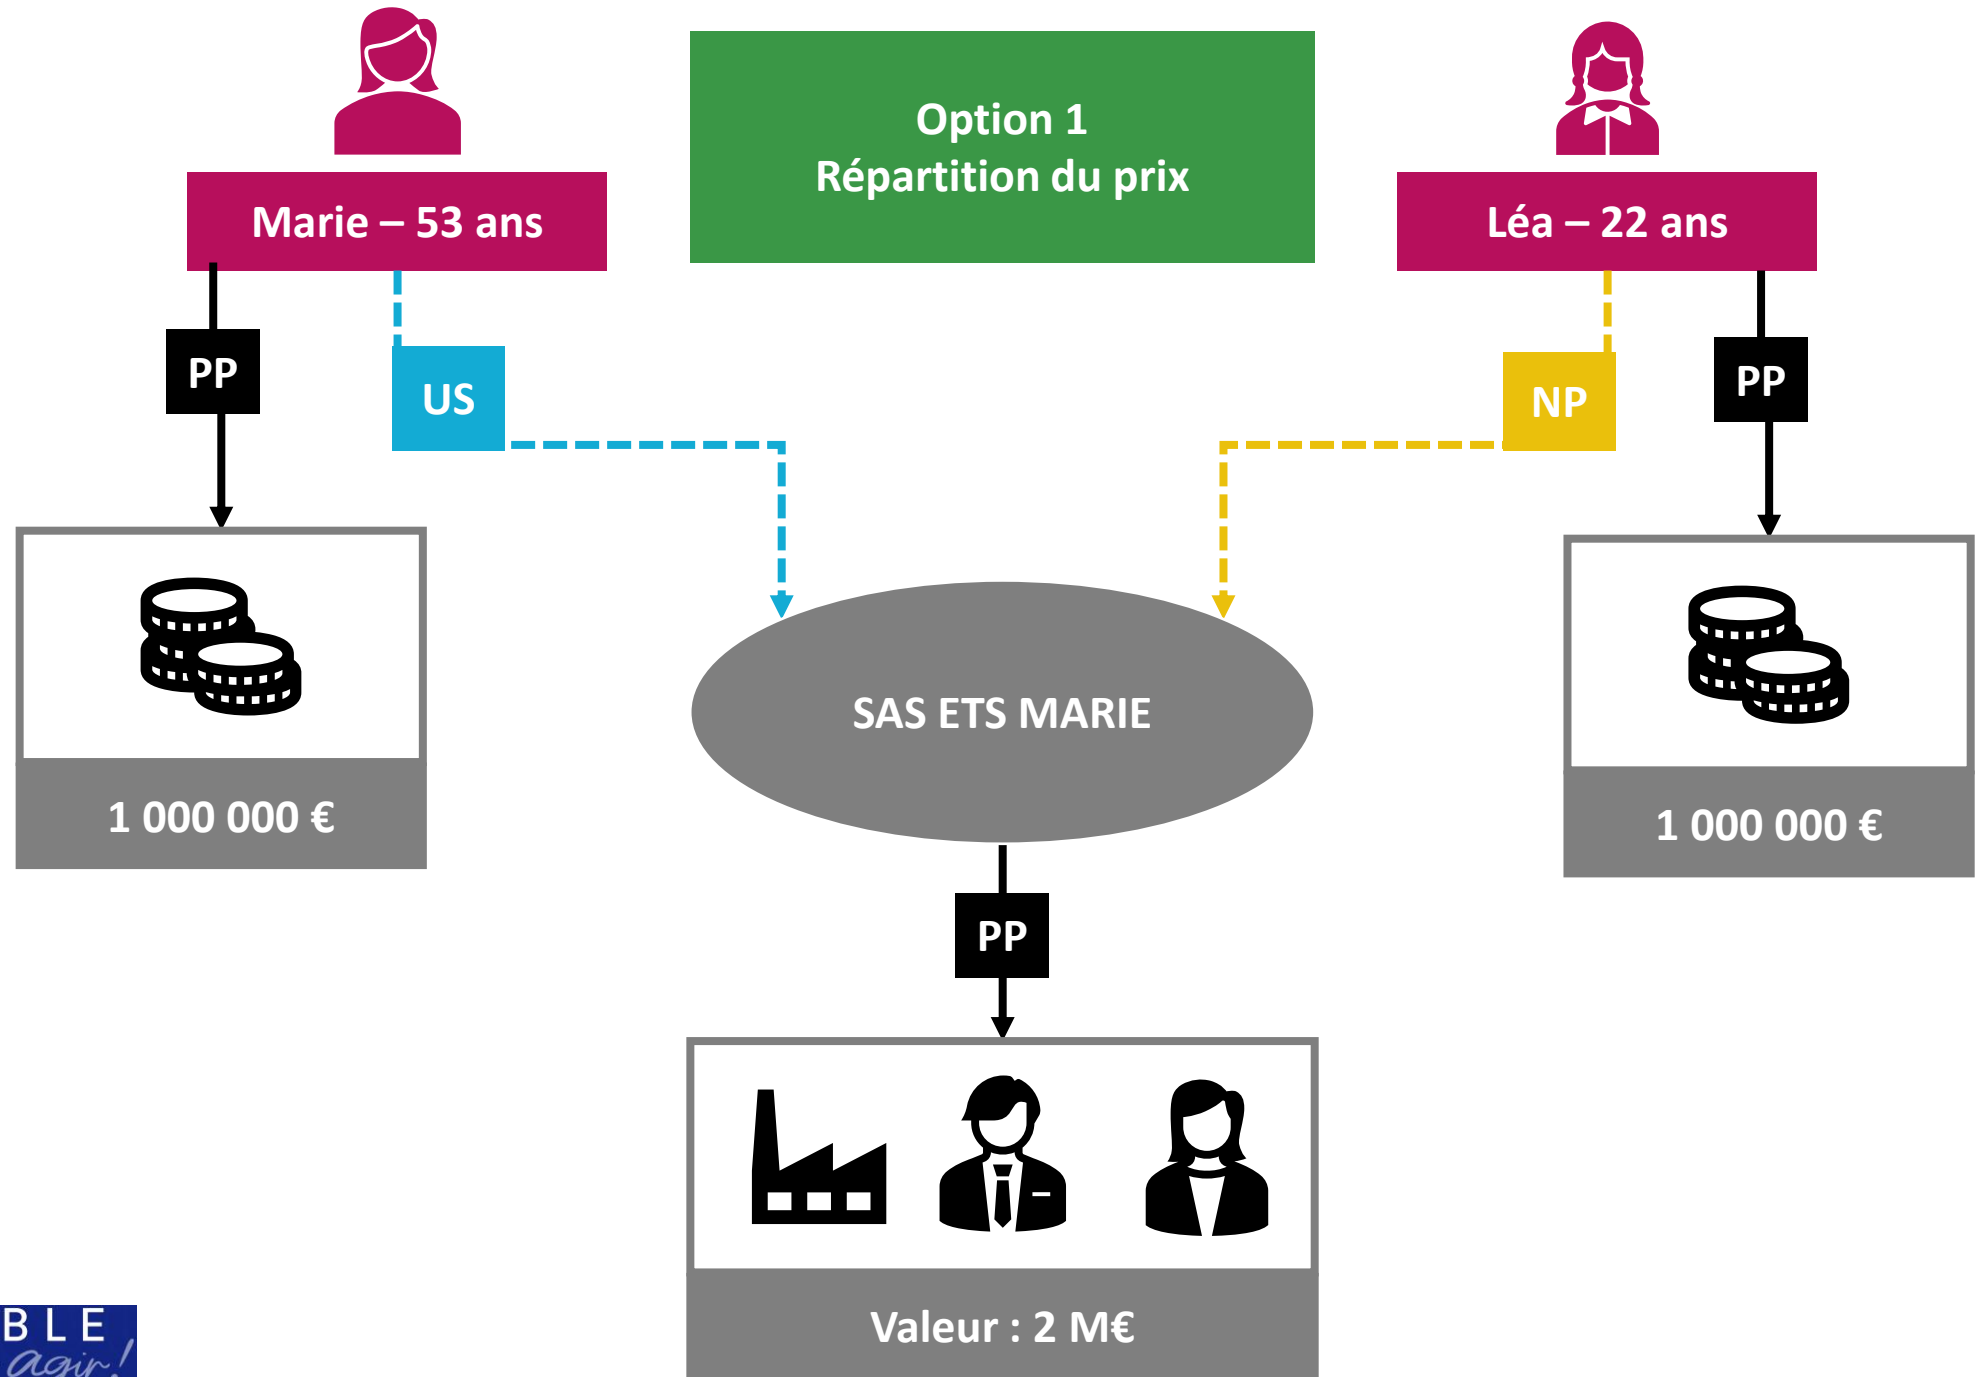 Option 1
Répartition du prix
Marie – 53 ans
Léa – 22 ans
PP
US
NP
PP
SAS ETS MARIE
1 000 000 €
1 000 000 €
PP
Valeur : 2 M€
BLE
agir!